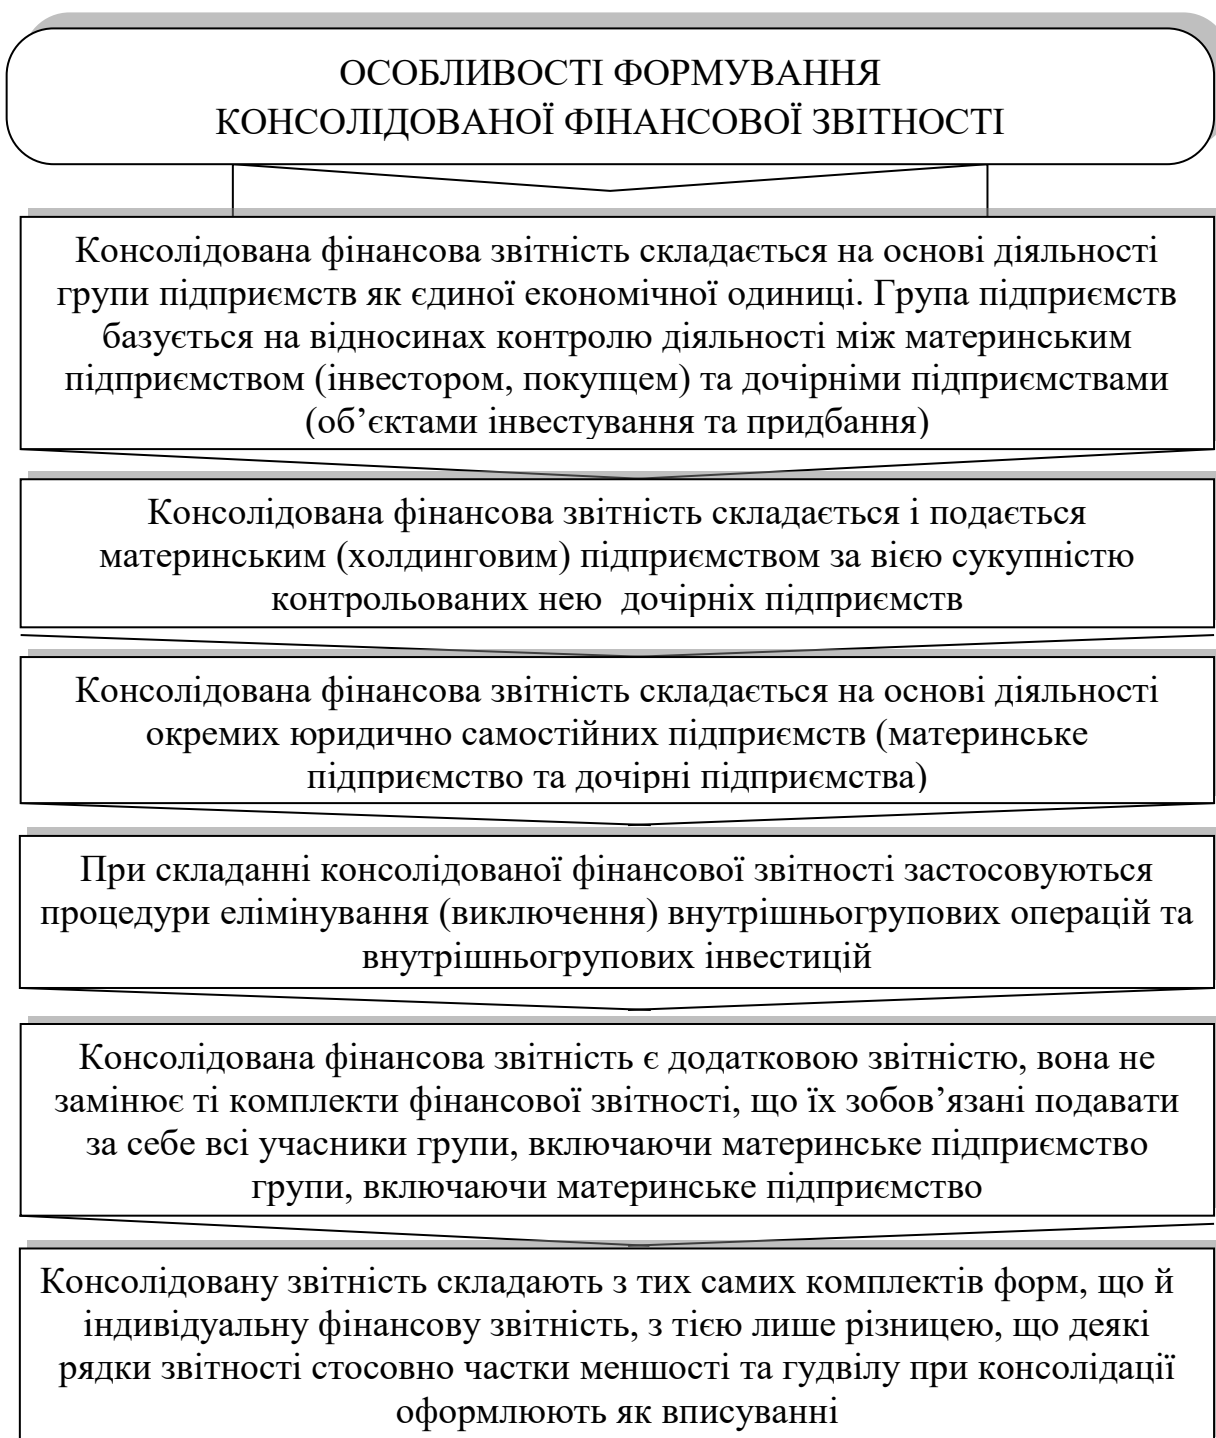 ОСОБЛИВОСТІ ФОРМУВАННЯ
КОНСОЛІДОВАНОЇ ФІНАНСОВОЇ ЗВІТНОСТІ
Консолідована фінансова звітність складається на основі діяльності
групи підприємств як єдиної економічної одиниці. Група підприємств
базується на відносинах контролю діяльності між материнським
підприємством (інвестором, покупцем) та дочірніми підприємствами
(об’єктами інвестування та придбання)
Консолідована фінансова звітність складається і подається
материнським (холдинговим) підприємством за вією сукупністю
контрольованих нею дочірніх підприємств
Консолідована фінансова звітність складається на основі діяльності
окремих юридично самостійних підприємств (материнське
підприємство та дочірні підприємства)
При складанні консолідованої фінансової звітності застосовуються
процедури елімінування (виключення) внутрішньогрупових операцій та
внутрішньогрупових інвестицій
Консолідована фінансова звітність є додатковою звітністю, вона не
замінює ті комплекти фінансової звітності, що їх зобов’язані подавати
за себе всі учасники групи, включаючи материнське підприємство
групи, включаючи материнське підприємство
Консолідовану звітність складають з тих самих комплектів форм, що й
індивідуальну фінансову звітність, з тією лише різницею, що деякі
рядки звітності стосовно частки меншості та гудвілу при консолідації
оформлюють як вписуванні